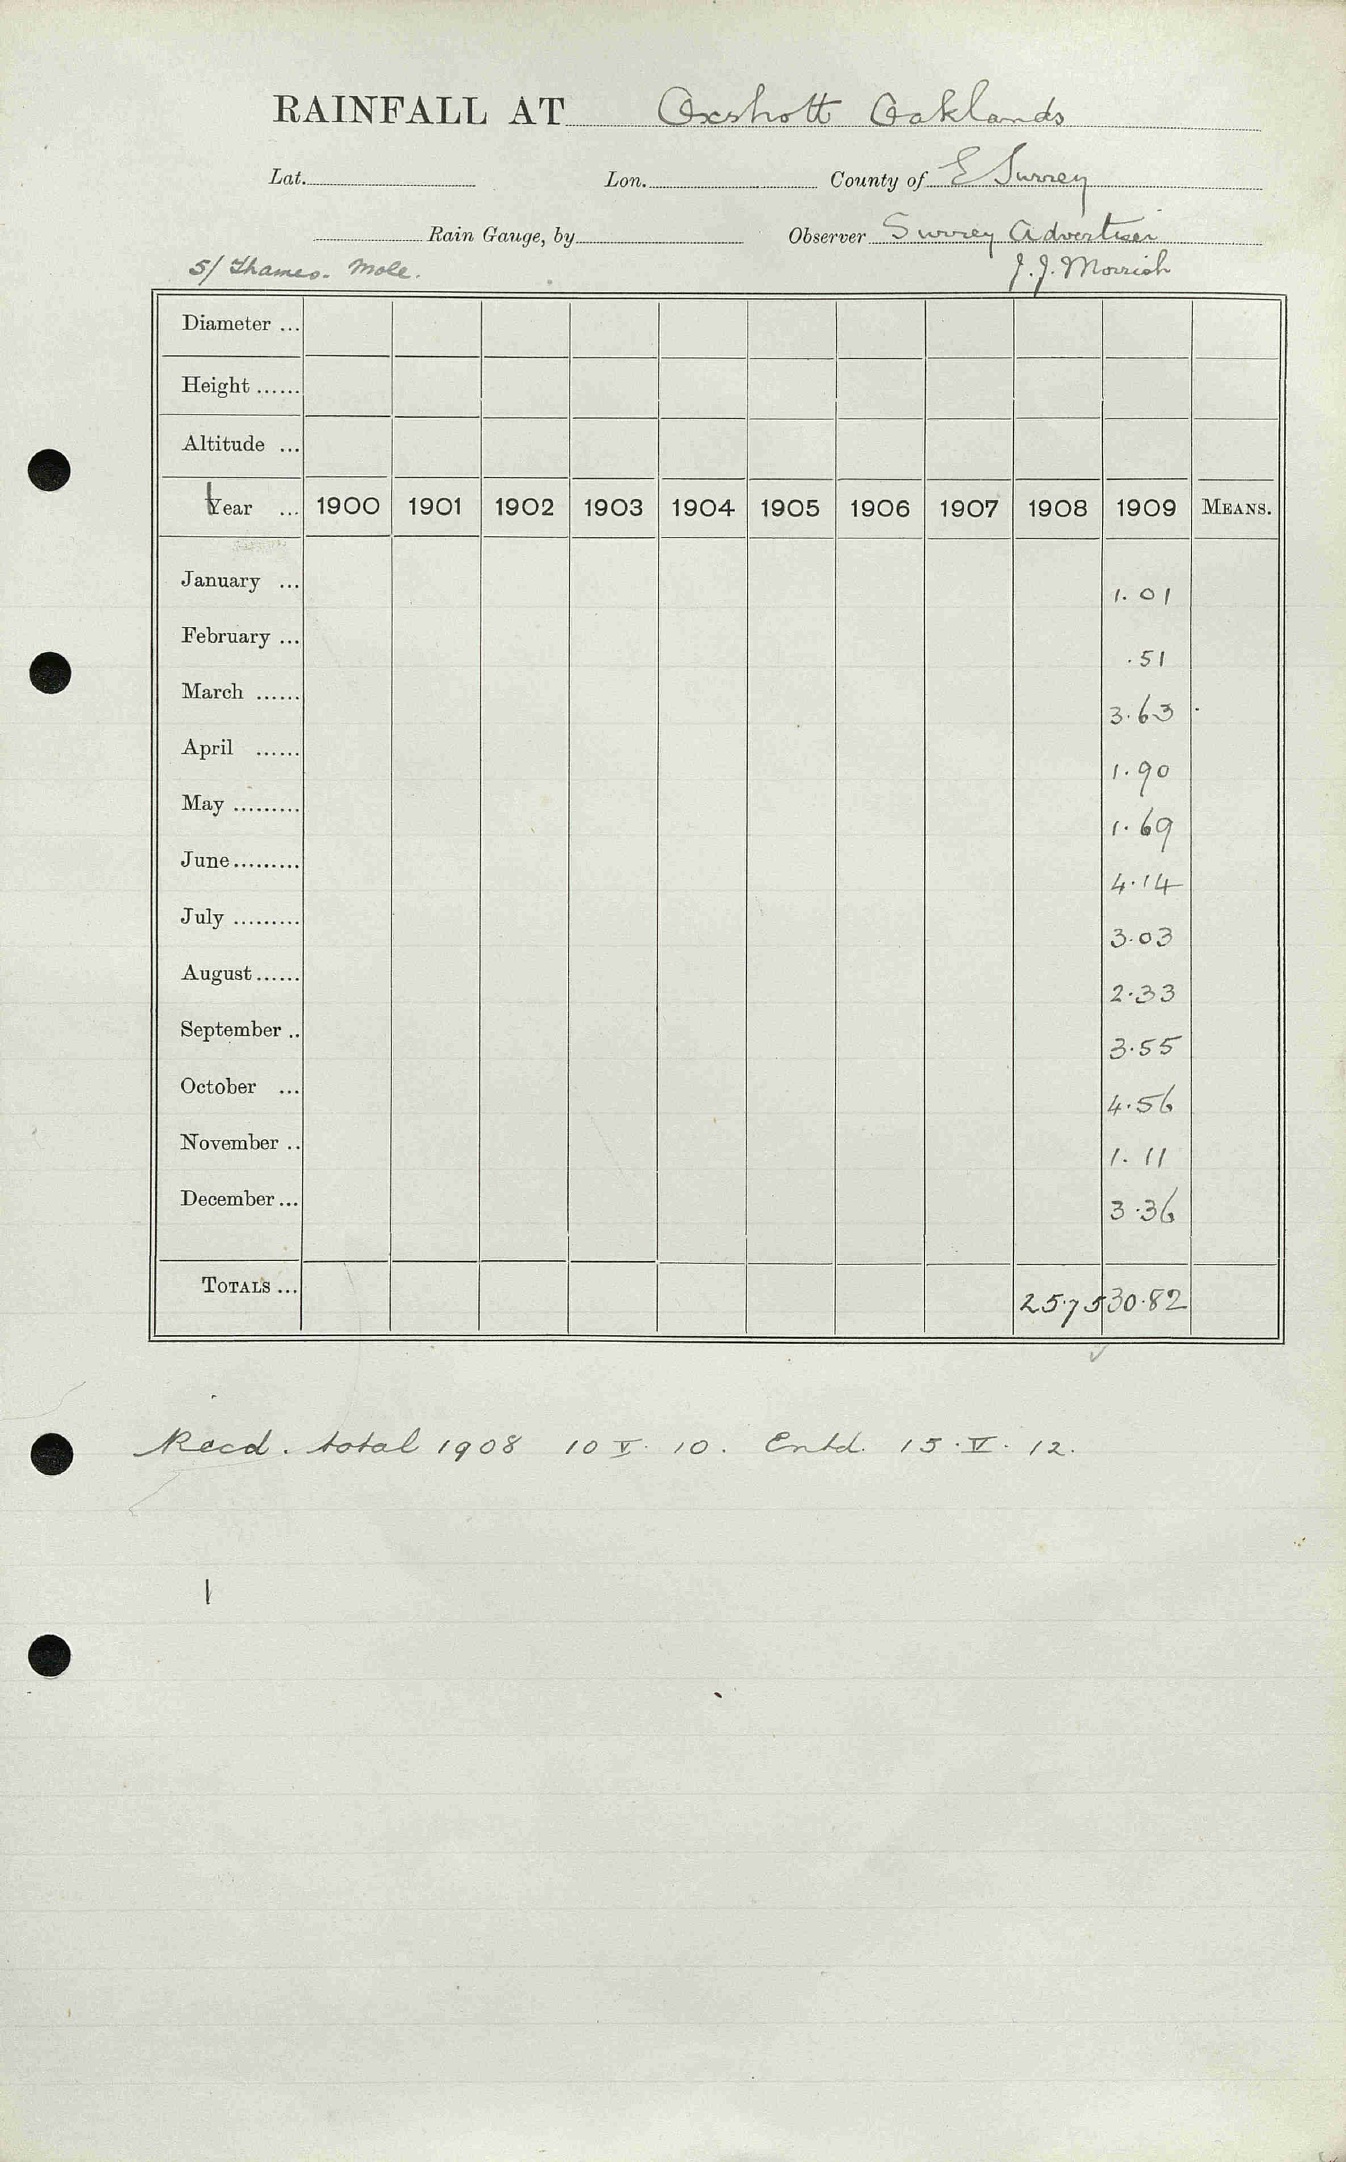 RAINFALL AT Oxshott Oaklands
Lat. Lon. County of E Surrey
Rain Gauge, by Observer Surrey Advertiser
S/ Thames. Mole. J. J. Morrish
Diameter ...
Height ......
Altitude ...
Year ... 1900 1901 1902 1903 1904 1905 1906 1907 1908 1909 MEANS.
January ... 1.01
February ... .51
March ...... 3.63
April ...... 1.90
May ......... 1.69
June ......... 4.14
July ......... 3.03
August ...... 2.33
September .. 3.55
October ... 4.56
November .. 1.11
December ... 3.36
TOTALS ... 25.75 30.82
Recd. total 1908 10 V. 10. Entd. 15.V.12.